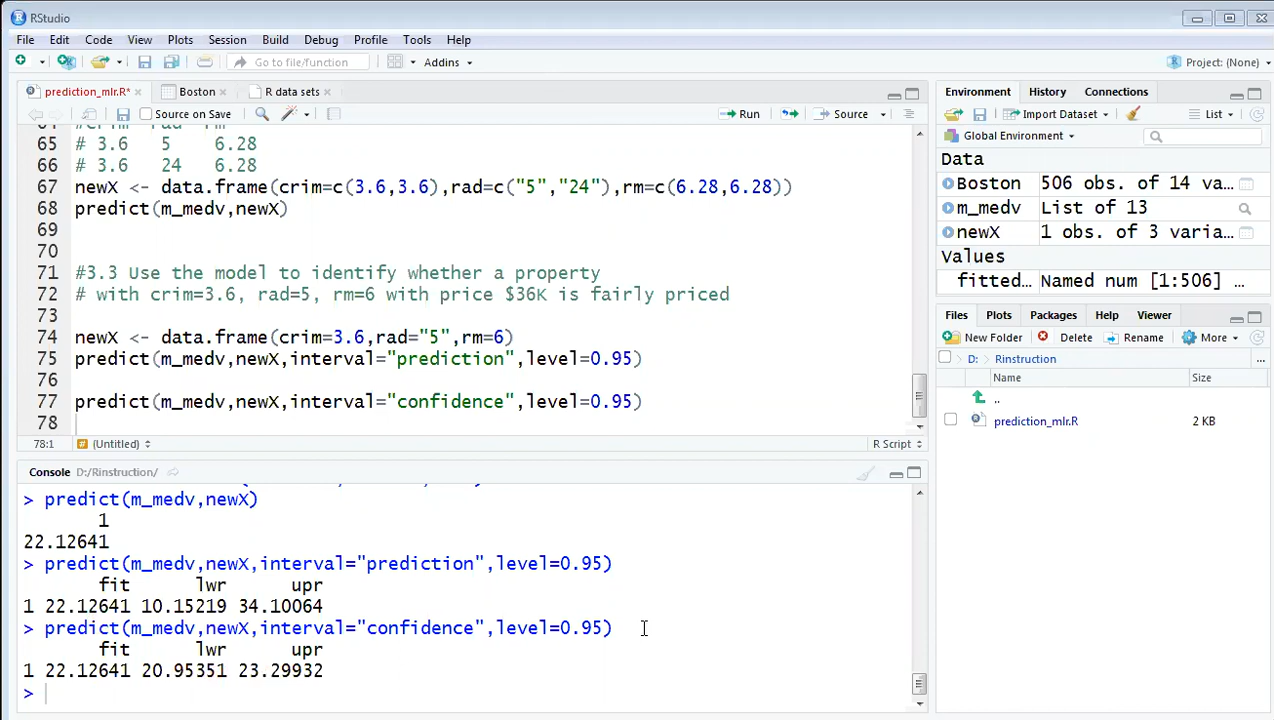 RStudio
File Edit Code View Plots Session Build Debug Profile Tools Help
Go to file/function Addins Project: (None)
prediction_mlr.R* Boston R data sets
Source on Save Run Source
65 # 3.6 5 6.28
66 # 3.6 24 6.28
67 newX <- data.frame(crim=c(3.6,3.6),rad=c("5","24"),rm=c(6.28,6.28))
68 predict(m_medv,newX)
69
70
71 #3.3 Use the model to identify whether a property
72 # with crim=3.6, rad=5, rm=6 with price $36K is fairly priced
73
74 newX <- data.frame(crim=3.6,rad="5",rm=6)
75 predict(m_medv,newX,interval="prediction",level=0.95)
76
77 predict(m_medv,newX,interval="confidence",level=0.95)
78
78:1 # (Untitled) R Script
Console D:/Rinstruction/
> predict(m_medv,newX)
1
22.12641
> predict(m_medv,newX,interval="prediction",level=0.95)
fit lwr upr
1 22.12641 10.15219 34.10064
> predict(m_medv,newX,interval="confidence",level=0.95)
fit lwr upr
1 22.12641 20.95351 23.29932
>
Environment History Connections
Import Dataset List
Global Environment
Data
Boston 506 obs. of 14 va…
m_medv List of 13
newX 1 obs. of 3 varia…
Values
fitted… Named num [1:506] …
Files Plots Packages Help Viewer
New Folder Delete Rename More
D: Rinstruction ...
Name Size
..
prediction_mlr.R 2 KB